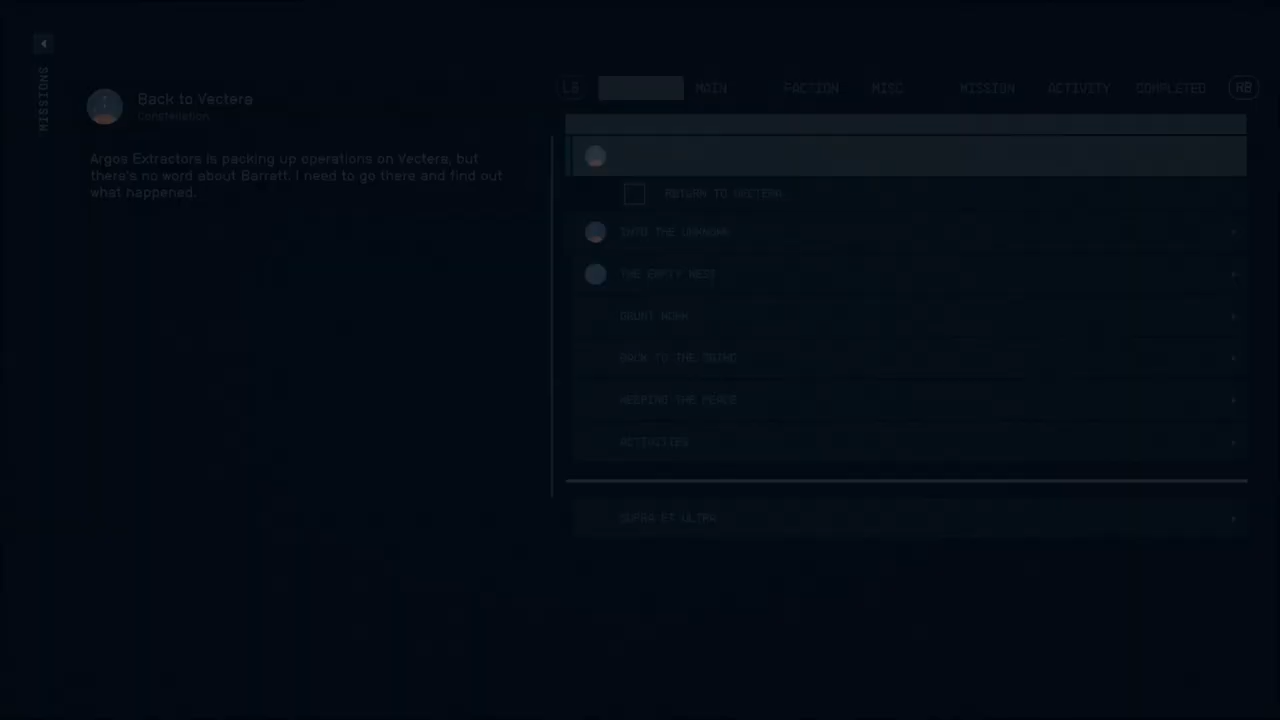 MISSIONS
Back to Vectera
Constellation
Argos Extractors is packing up operations on Vectera, but
there's no word about Barrett. I need to go there and find out
what happened.
LB
MAIN
FACTION
MISC
MISSION
ACTIVITY
COMPLETED
RB
RETURN TO VECTERA
INTO THE UNKNOWN
THE EMPTY NEST
GRUNT WORK
BACK TO THE GRIND
KEEPING THE PEACE
ACTIVITIES
SUPRA ET ULTRA